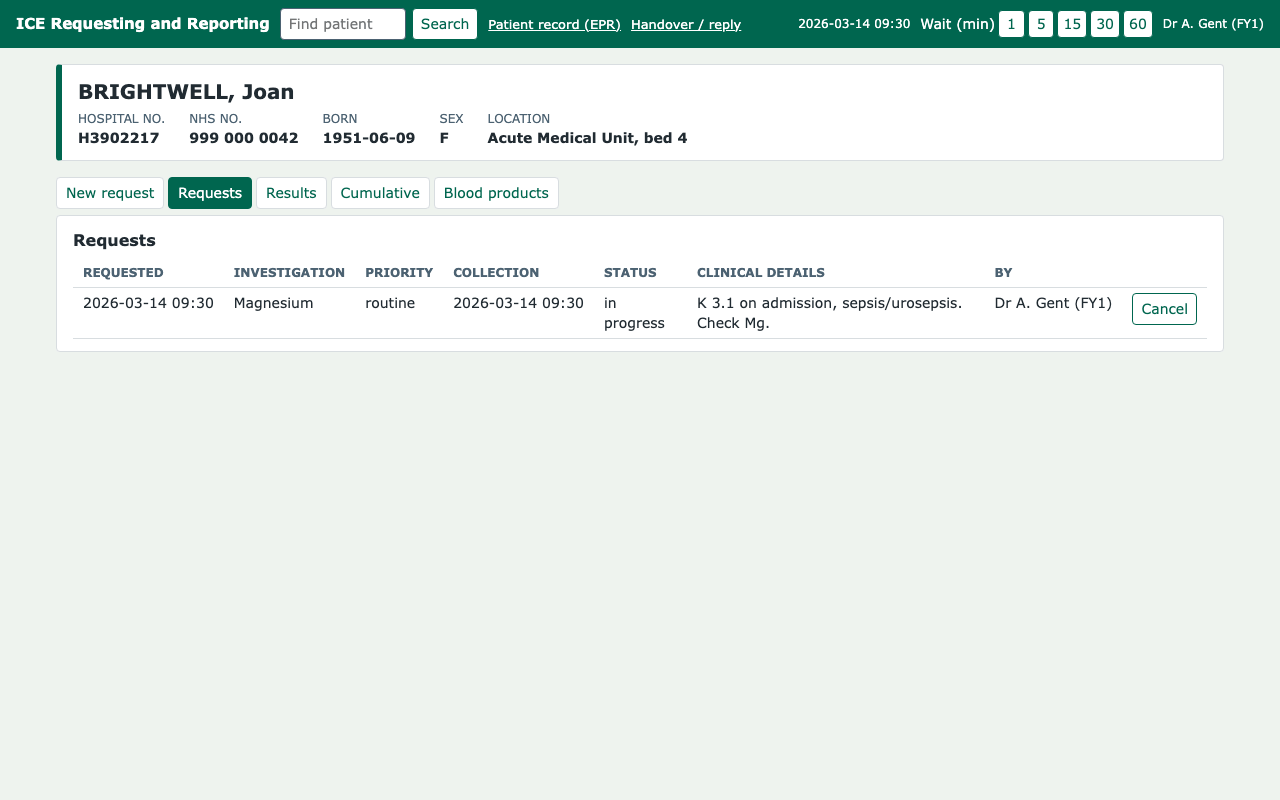 ICE Requesting and Reporting Find patient Search Patient record (EPR) Handover / reply 2026-03-14 09:30 Wait (min) 1 5 15 30 60 Dr A. Gent (FY1)
BRIGHTWELL, Joan
HOSPITAL NO. NHS NO. BORN SEX LOCATION
H3902217 999 000 0042 1951-06-09 F Acute Medical Unit, bed 4
New request Requests Results Cumulative Blood products
Requests
REQUESTED INVESTIGATION PRIORITY COLLECTION STATUS CLINICAL DETAILS BY
2026-03-14 09:30 Magnesium routine 2026-03-14 09:30 in K 3.1 on admission, sepsis/urosepsis. Dr A. Gent (FY1) Cancel
progress Check Mg.